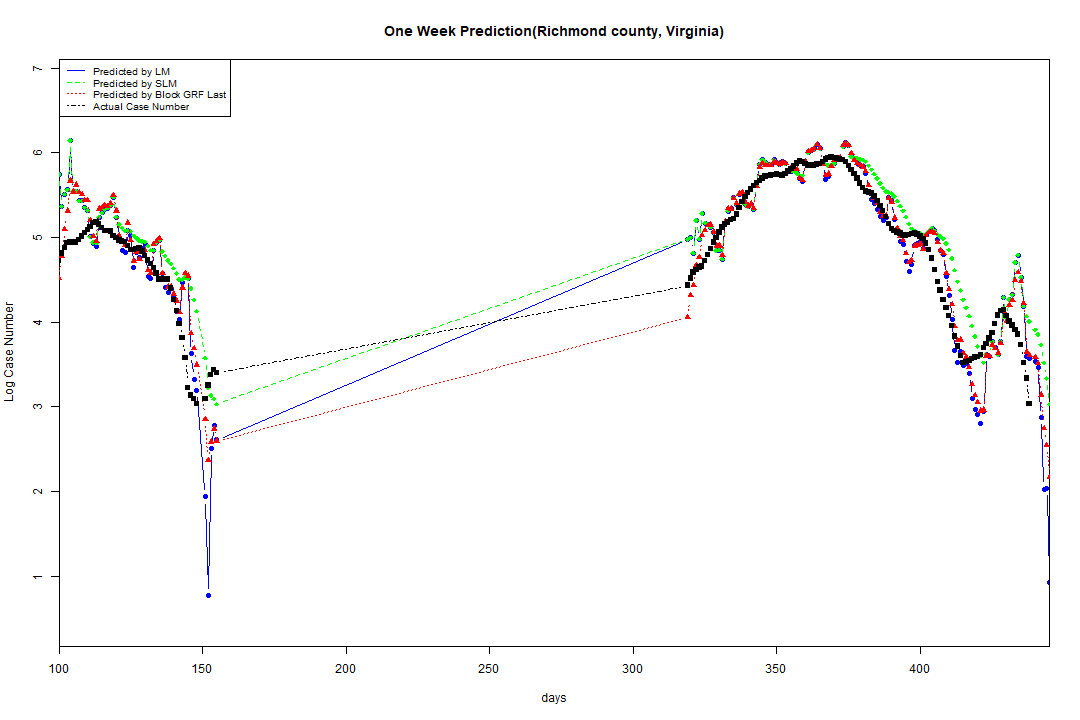 One Week Prediction(Richmond county, Virginia)
Predicted by LM
Predicted by SLM
Predicted by Block GRF Last
Actual Case Number
7
6
5
4
3
2
1
Log Case Number
100 150 200 250 300 350 400
days